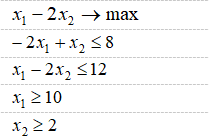 x₁ − 2x₂ → max
− 2x₁ + x₂ ≤ 8
x₁ − 2x₂ ≤ 12
x₁ ≥ 10
x₂ ≥ 2